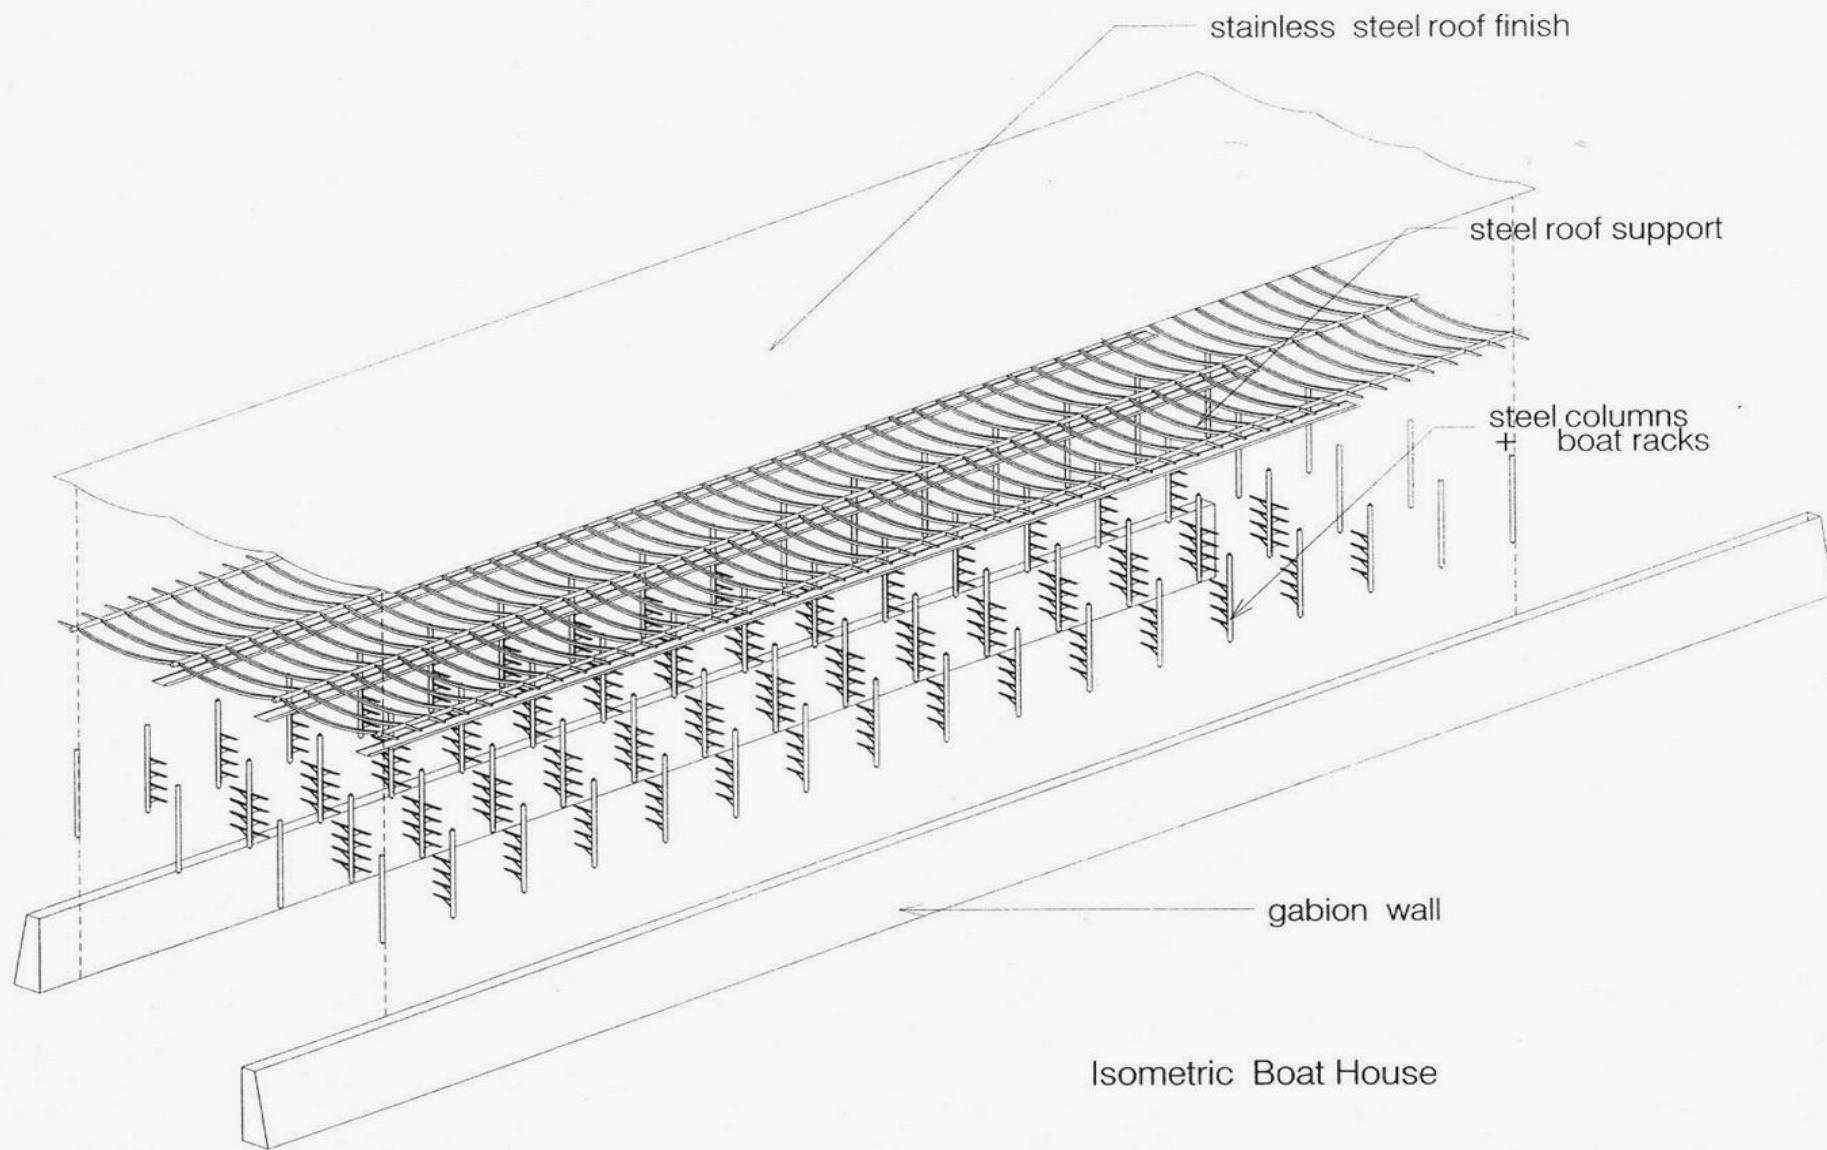 stainless steel roof finish
steel roof support
steel columns
+ boat racks
gabion wall
Isometric Boat House